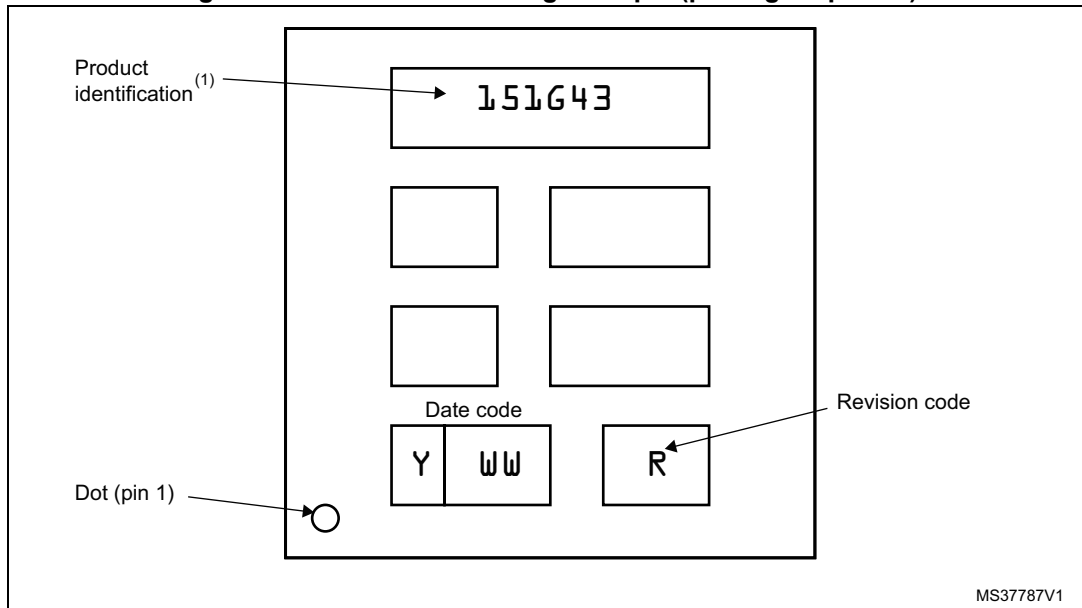 Product
identification(1)
151G43
Date code
Y WW
R
Revision code
Dot (pin 1)
MS37787V1